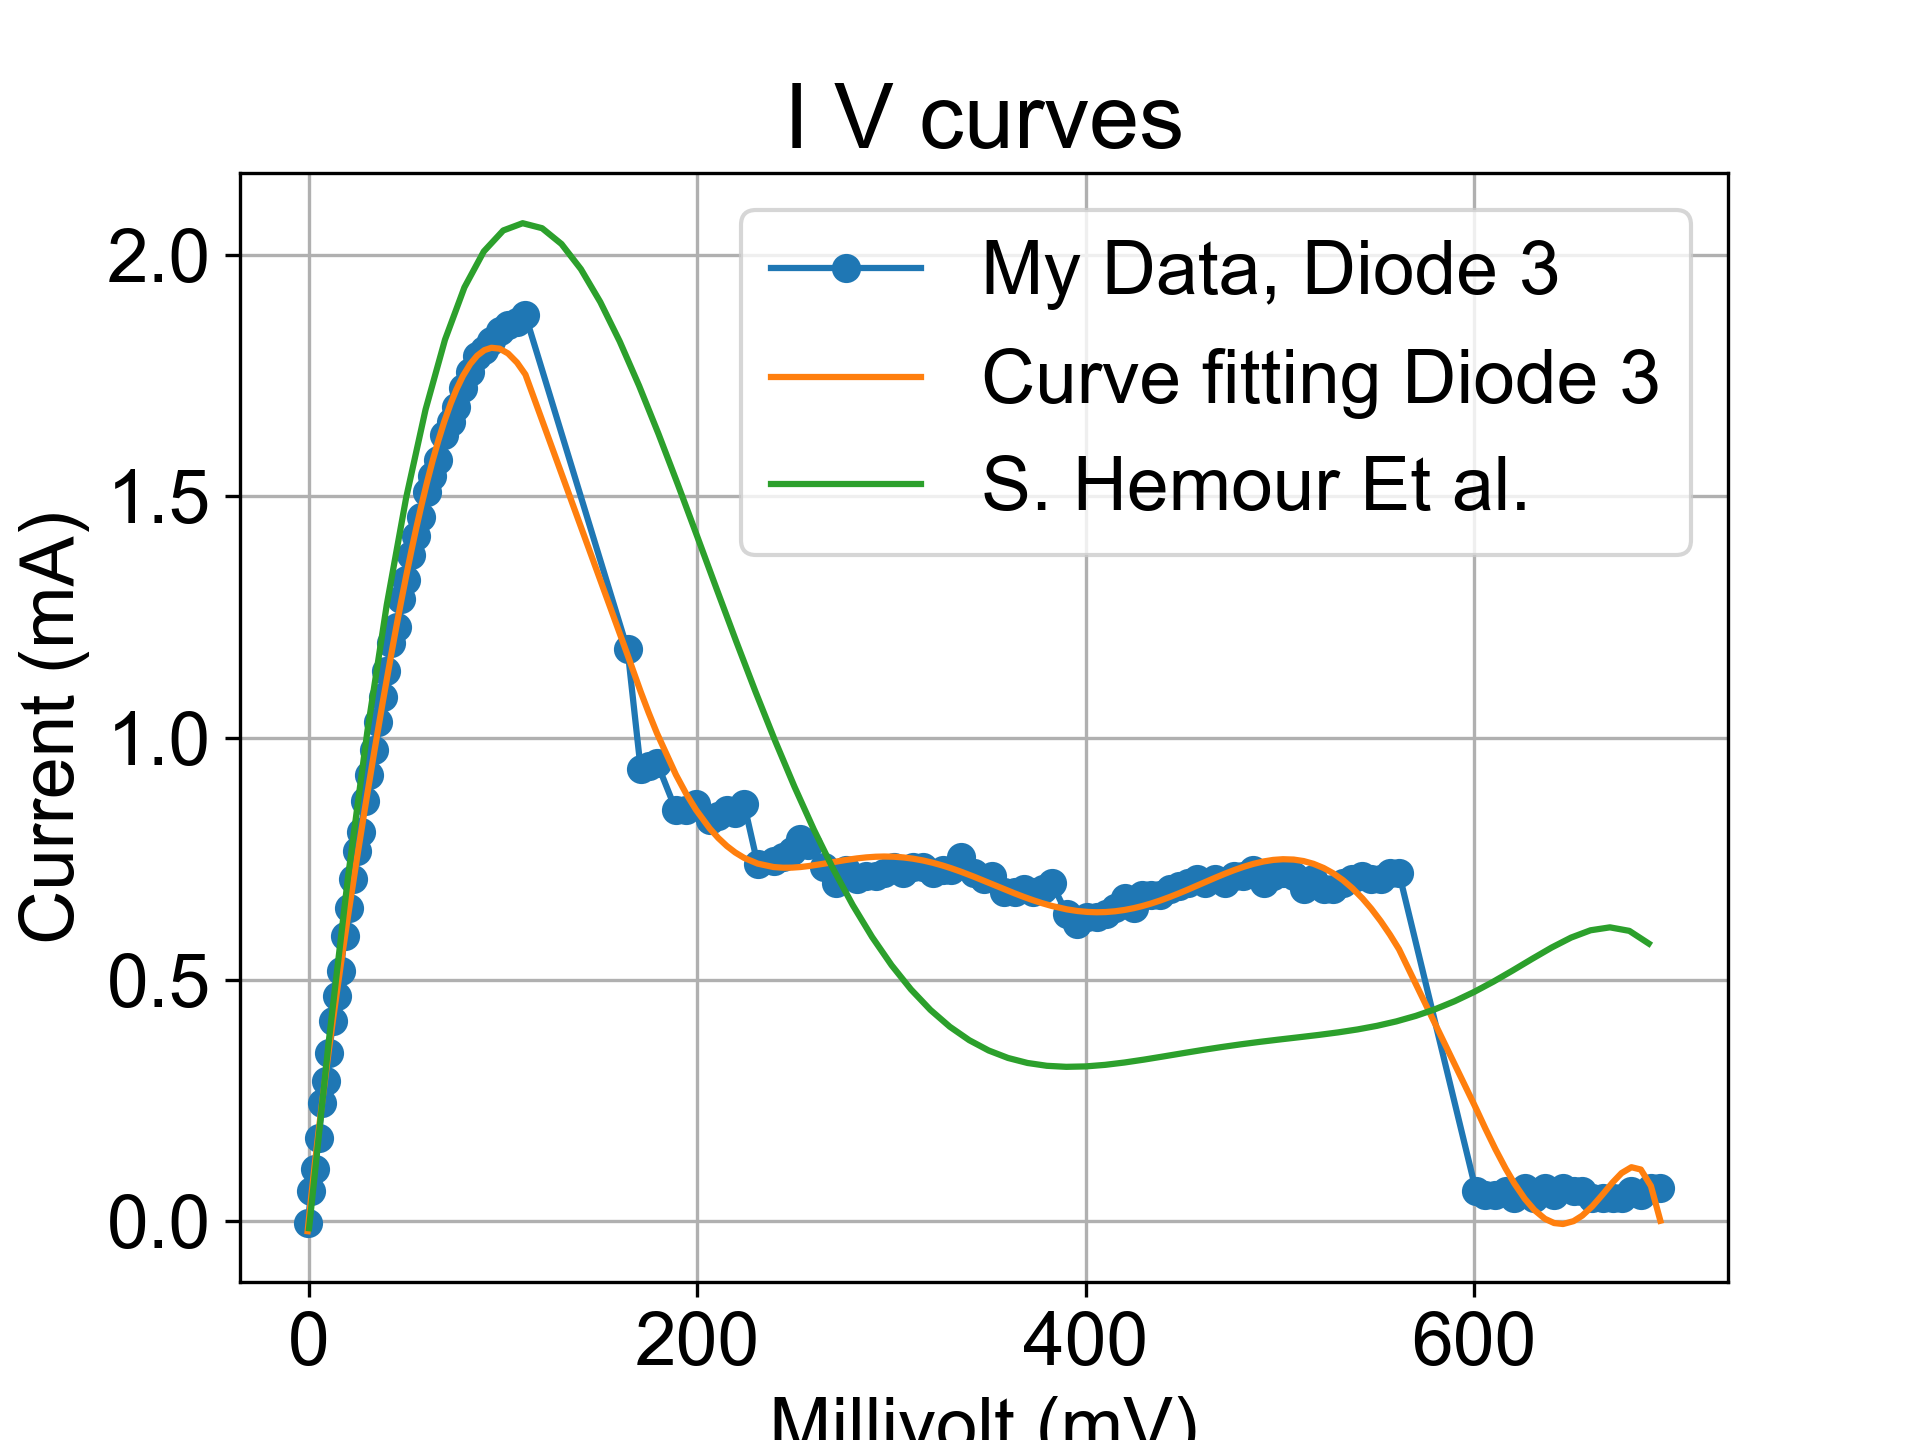 I V curves
My Data, Diode 3
Curve fitting Diode 3
S. Hemour Et al.
Current (mA)
2.0
1.5
1.0
0.5
0.0
0 200 400 600
Millivolt (mV)